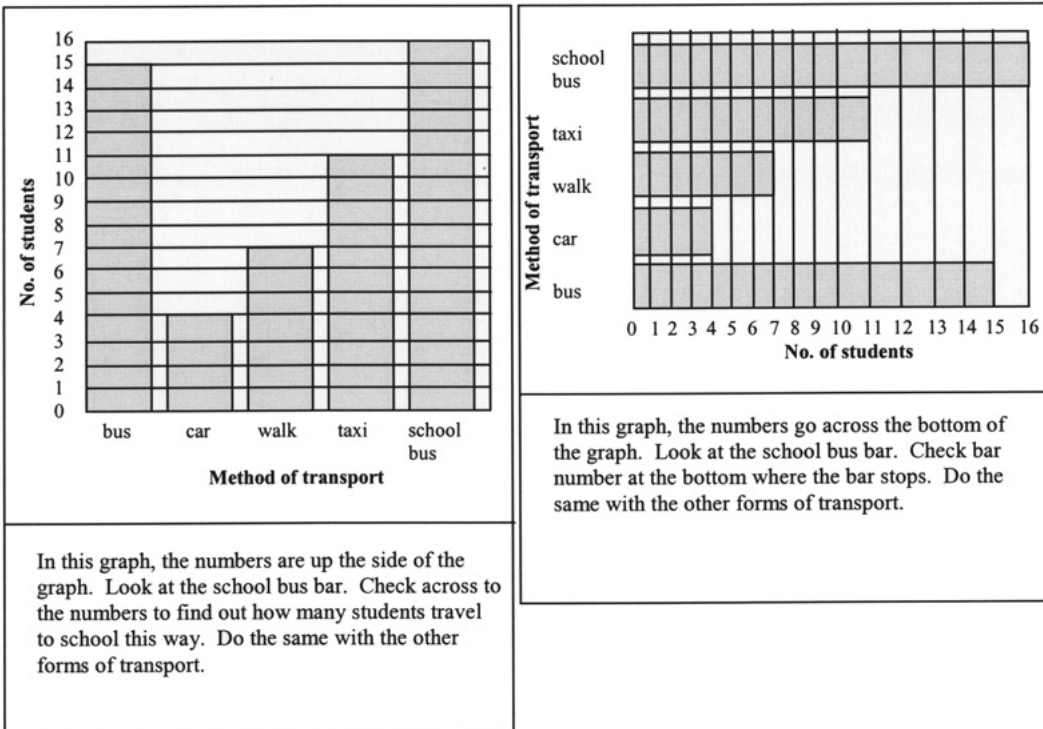 16
15
14
13
12
11
10
9
8
7
6
5
4
3
2
1
0
No. of students
bus car walk taxi school
bus
Method of transport
In this graph, the numbers are up the side of the
graph. Look at the school bus bar. Check across to
the numbers to find out how many students travel
to school this way. Do the same with the other
forms of transport.
Method of transport
school
bus
taxi
walk
car
bus
0 1 2 3 4 5 6 7 8 9 10 11 12 13 14 15 16
No. of students
In this graph, the numbers go across the bottom of
the graph. Look at the school bus bar. Check bar
number at the bottom where the bar stops. Do the
same with the other forms of transport.